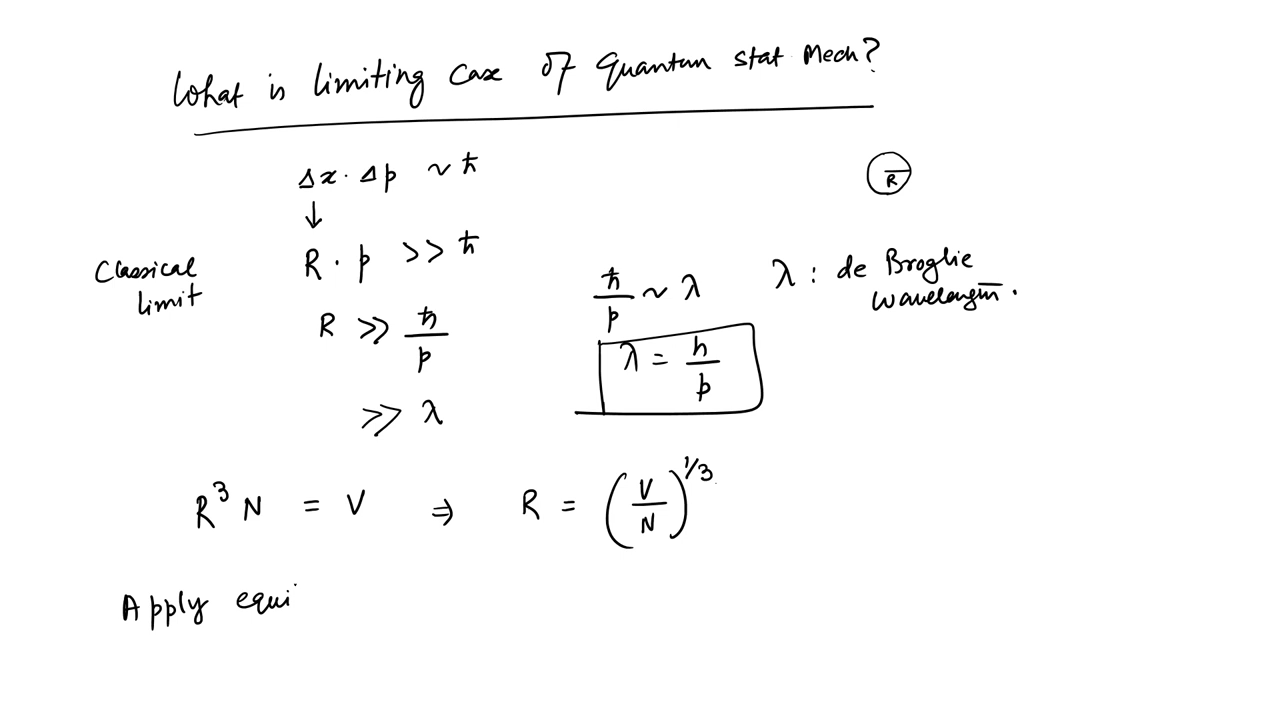 What is limiting case of quantum stat Mech?
Δx · Δp ~ ħ
R
↓
Classical limit
R · p >> ħ
ħ/p ~ λ
λ : de Broglie
wavelength.
R >> ħ/p
λ = h/p
>> λ
R³ N = V ⇒ R = (V/N)^1/3
Apply equi